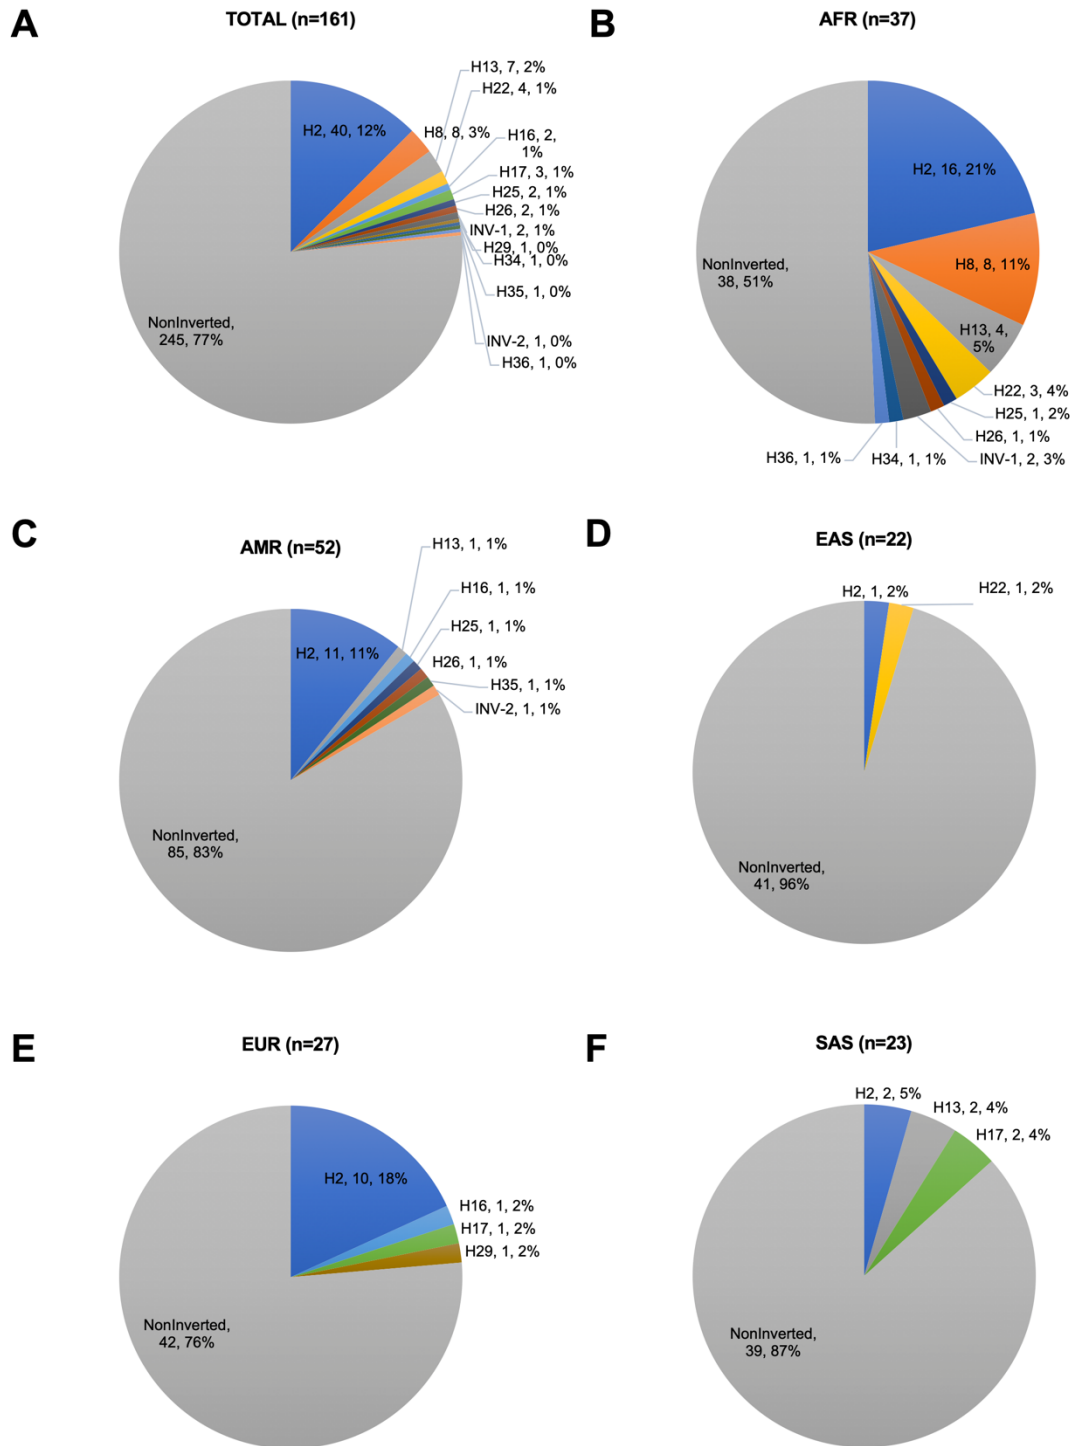 A
TOTAL (n=161)
H13, 7, 2%
H22, 4, 1%
H2, 40, 12%
H8, 8, 3%
H16, 2,
1%
H17, 3, 1%
H25, 2, 1%
H26, 2, 1%
INV-1, 2, 1%
H29, 1, 0%
H34, 1, 0%
H35, 1, 0%
INV-2, 1, 0%
H36, 1, 0%
NonInverted,
245, 77%
B
AFR (n=37)
H2, 16, 21%
H8, 8, 11%
H13, 4,
5%
H22, 3, 4%
H25, 1, 2%
H26, 1, 1%
INV-1, 2, 3%
H34, 1, 1%
H36, 1, 1%
NonInverted,
38, 51%
C
AMR (n=52)
H13, 1, 1%
H16, 1, 1%
H25, 1, 1%
H2, 11, 11%
H26, 1, 1%
H35, 1, 1%
INV-2, 1, 1%
NonInverted,
85, 83%
D
EAS (n=22)
H2, 1, 2%
H22, 1, 2%
NonInverted,
41, 96%
E
EUR (n=27)
H2, 10, 18%
H16, 1, 2%
H17, 1, 2%
H29, 1, 2%
NonInverted,
42, 76%
F
SAS (n=23)
H2, 2, 5%
H13, 2, 4%
H17, 2, 4%
NonInverted,
39, 87%